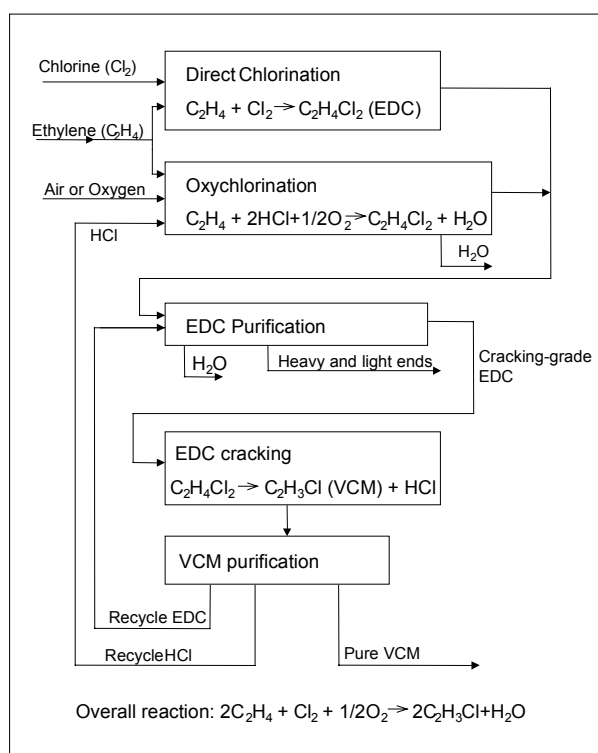 Direct Chlorination
Chlorine (Cl₂)
C₂H₄ + Cl₂→C₂H₄Cl₂ (EDC)
Ethylene (C₂H₄)
Oxychlorination
Air or Oxygen
C₂H₄ + 2HCl+1/2O₂→C₂H₄Cl₂ + H₂O
HCl
H₂O
EDC Purification
H₂O
Heavy and light ends
Cracking-grade
EDC
EDC cracking
C₂H₄Cl₂→ C₂H₃Cl (VCM) + HCl
VCM purification
Recycle EDC
RecycleHCl
Pure VCM
Overall reaction: 2C₂H₄ + Cl₂ + 1/2O₂→ 2C₂H₃Cl+H₂O